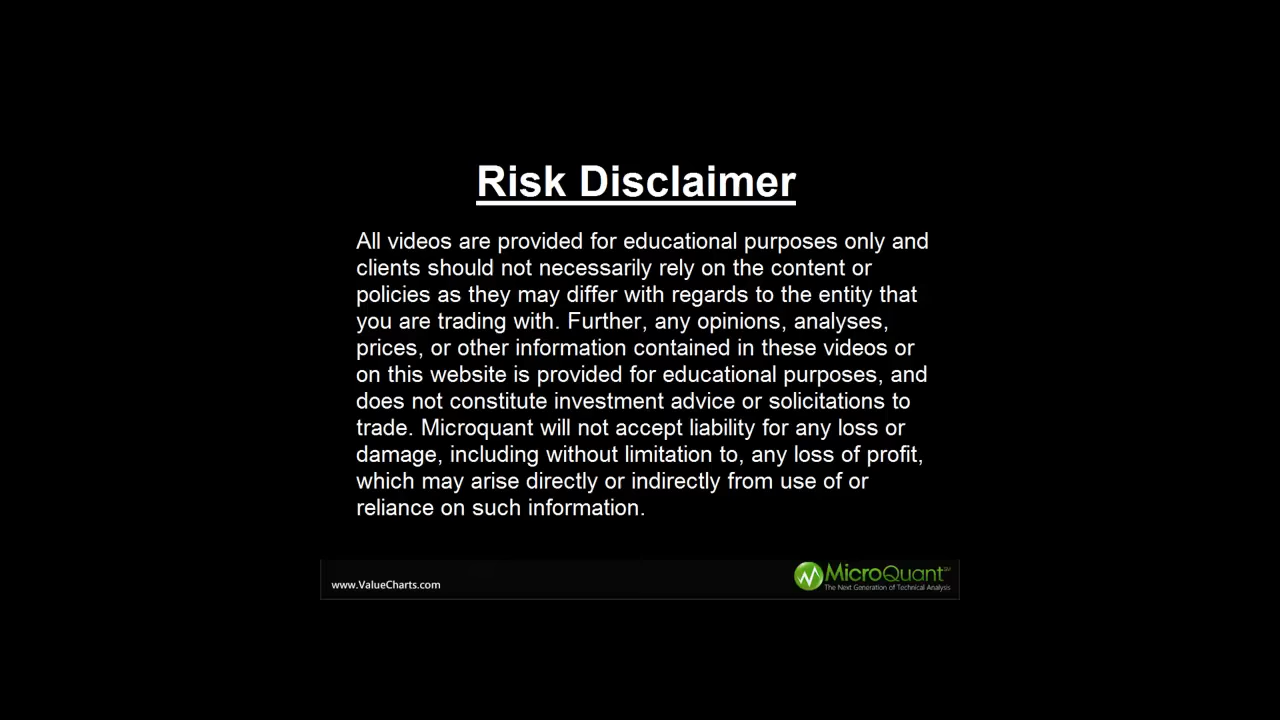 Risk Disclaimer
All videos are provided for educational purposes only and
clients should not necessarily rely on the content or
policies as they may differ with regards to the entity that
you are trading with. Further, any opinions, analyses,
prices, or other information contained in these videos or
on this website is provided for educational purposes, and
does not constitute investment advice or solicitations to
trade. Microquant will not accept liability for any loss or
damage, including without limitation to, any loss of profit,
which may arise directly or indirectly from use of or
reliance on such information.
www.ValueCharts.com
MicroQuant SM
The Next Generation of Technical Analysis